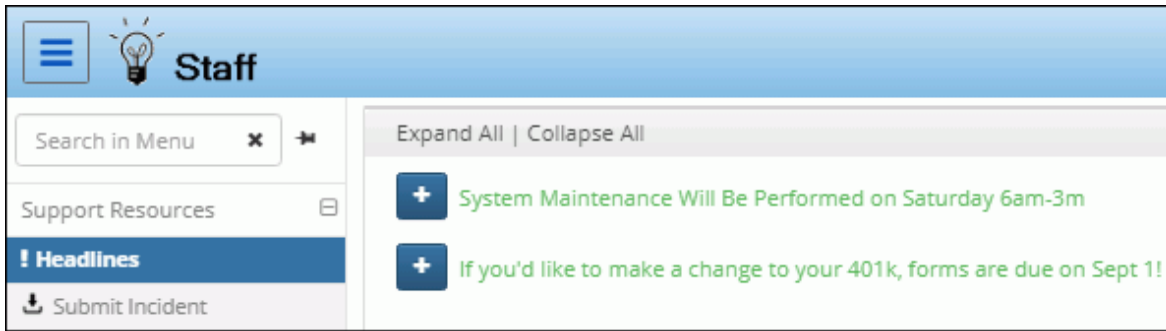 Staff
Search in Menu
Expand All | Collapse All
Support Resources
System Maintenance Will Be Performed on Saturday 6am-3m
! Headlines
If you'd like to make a change to your 401k, forms are due on Sept 1!
Submit Incident